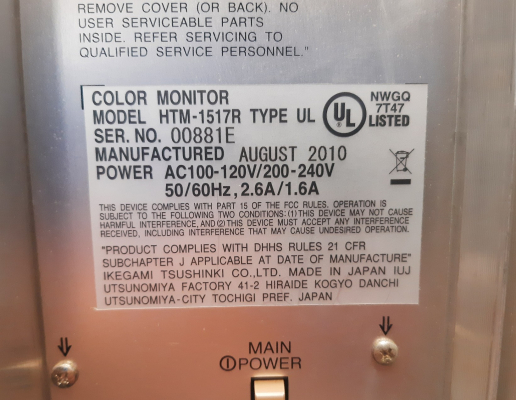 REMOVE COVER (OR BACK). NO
USER SERVICEABLE PARTS
INSIDE. REFER SERVICING TO
QUALIFIED SERVICE PERSONNEL."
COLOR MONITOR
MODEL HTM-1517R TYPE UL
SER. NO. 00881E
MANUFACTURED AUGUST 2010
POWER AC100-120V/200-240V
50/60Hz, 2.6A/1.6A
UL
NWGQ
7T47
LISTED
THIS DEVICE COMPLIES WITH PART 15 OF THE FCC RULES. OPERATION IS
SUBJECT TO THE FOLLOWING TWO CONDITIONS: (1) THIS DEVICE MAY NOT CAUSE
HARMFUL INTERFERENCE, AND (2) THIS DEVICE MUST ACCEPT ANY INTERFERENCE
RECEIVED, INCLUDING INTERFERENCE THAT MAY CAUSE UNDESIRED OPERATION.
"PRODUCT COMPLIES WITH DHHS RULES 21 CFR
SUBCHAPTER J APPLICABLE AT DATE OF MANUFACTURE"
IKEGAMI TSUSHINKI CO.,LTD. MADE IN JAPAN IUJ
UTSUNOMIYA FACTORY 41-2 HIRAIDE KOGYO DANCHI
UTSUNOMIYA-CITY TOCHIGI PREF. JAPAN
MAIN
POWER